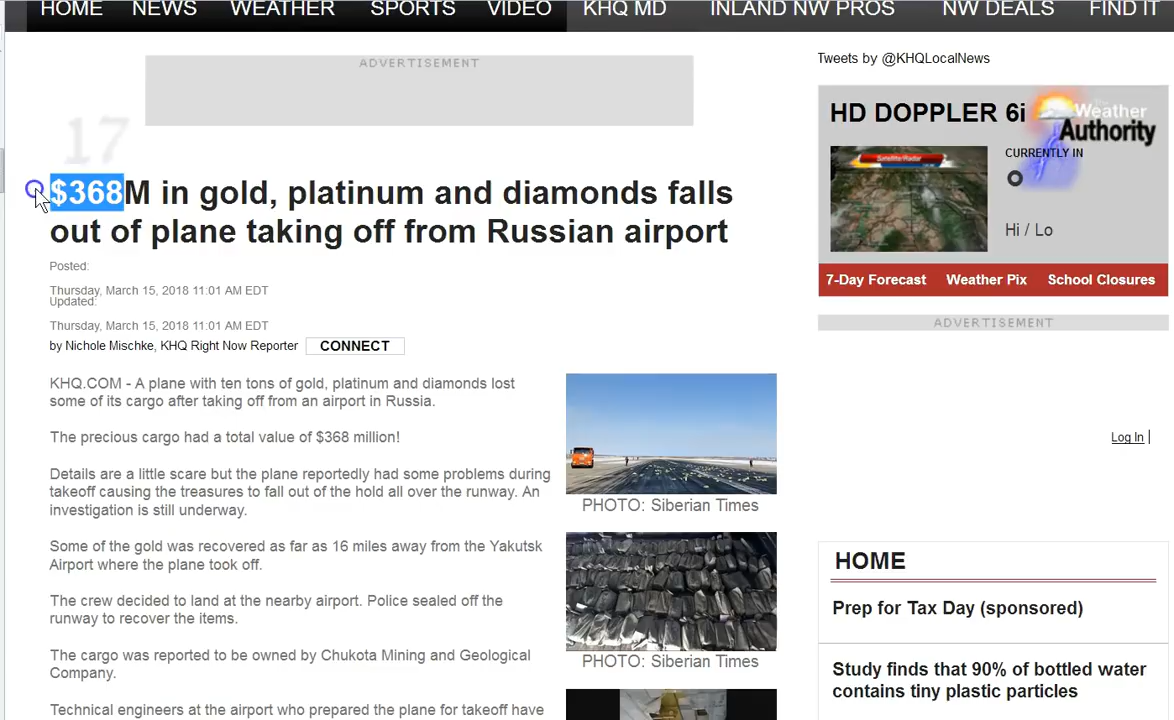 HOME NEWS WEATHER SPORTS VIDEO KHQ MD INLAND NW PROS NW DEALS FIND IT
ADVERTISEMENT
17
$368M in gold, platinum and diamonds falls
out of plane taking off from Russian airport
Posted:
Thursday, March 15, 2018 11:01 AM EDT
Updated:
Thursday, March 15, 2018 11:01 AM EDT
by Nichole Mischke, KHQ Right Now Reporter CONNECT
KHQ.COM - A plane with ten tons of gold, platinum and diamonds lost
some of its cargo after taking off from an airport in Russia.
The precious cargo had a total value of $368 million!
Details are a little scare but the plane reportedly had some problems during
takeoff causing the treasures to fall out of the hold all over the runway. An
investigation is still underway.
Some of the gold was recovered as far as 16 miles away from the Yakutsk
Airport where the plane took off.
The crew decided to land at the nearby airport. Police sealed off the
runway to recover the items.
The cargo was reported to be owned by Chukota Mining and Geological
Company.
Technical engineers at the airport who prepared the plane for takeoff have
PHOTO: Siberian Times
PHOTO: Siberian Times
Tweets by @KHQLocalNews
HD DOPPLER 6i
The Weather
Authority
Satellite/Radar
CURRENTLY IN
Hi / Lo
7-Day Forecast Weather Pix School Closures
ADVERTISEMENT
Log In |
HOME
Prep for Tax Day (sponsored)
Study finds that 90% of bottled water
contains tiny plastic particles